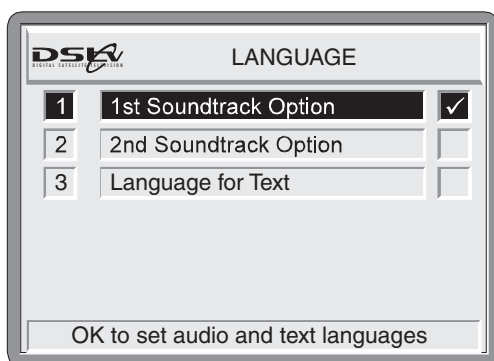 DStv LANGUAGE
DIGITAL SATELLITE TELEVISION
1 1st Soundtrack Option ✓
2 2nd Soundtrack Option
3 Language for Text
OK to set audio and text languages